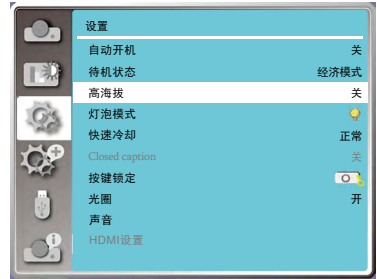 设置
自动开机 关
待机状态 经济模式
高海拔 关
灯泡模式
快速冷却 正常
Closed caption 关
按键锁定
光圈 开
声音
HDMI设置